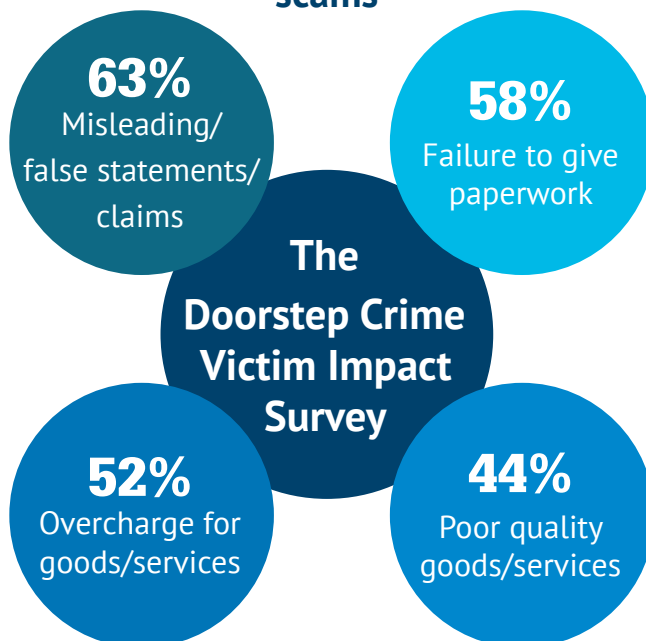 scams
63%
Misleading/
false statements/
claims
58%
Failure to give
paperwork
The
Doorstep Crime
Victim Impact
Survey
52%
Overcharge for
goods/services
44%
Poor quality
goods/services